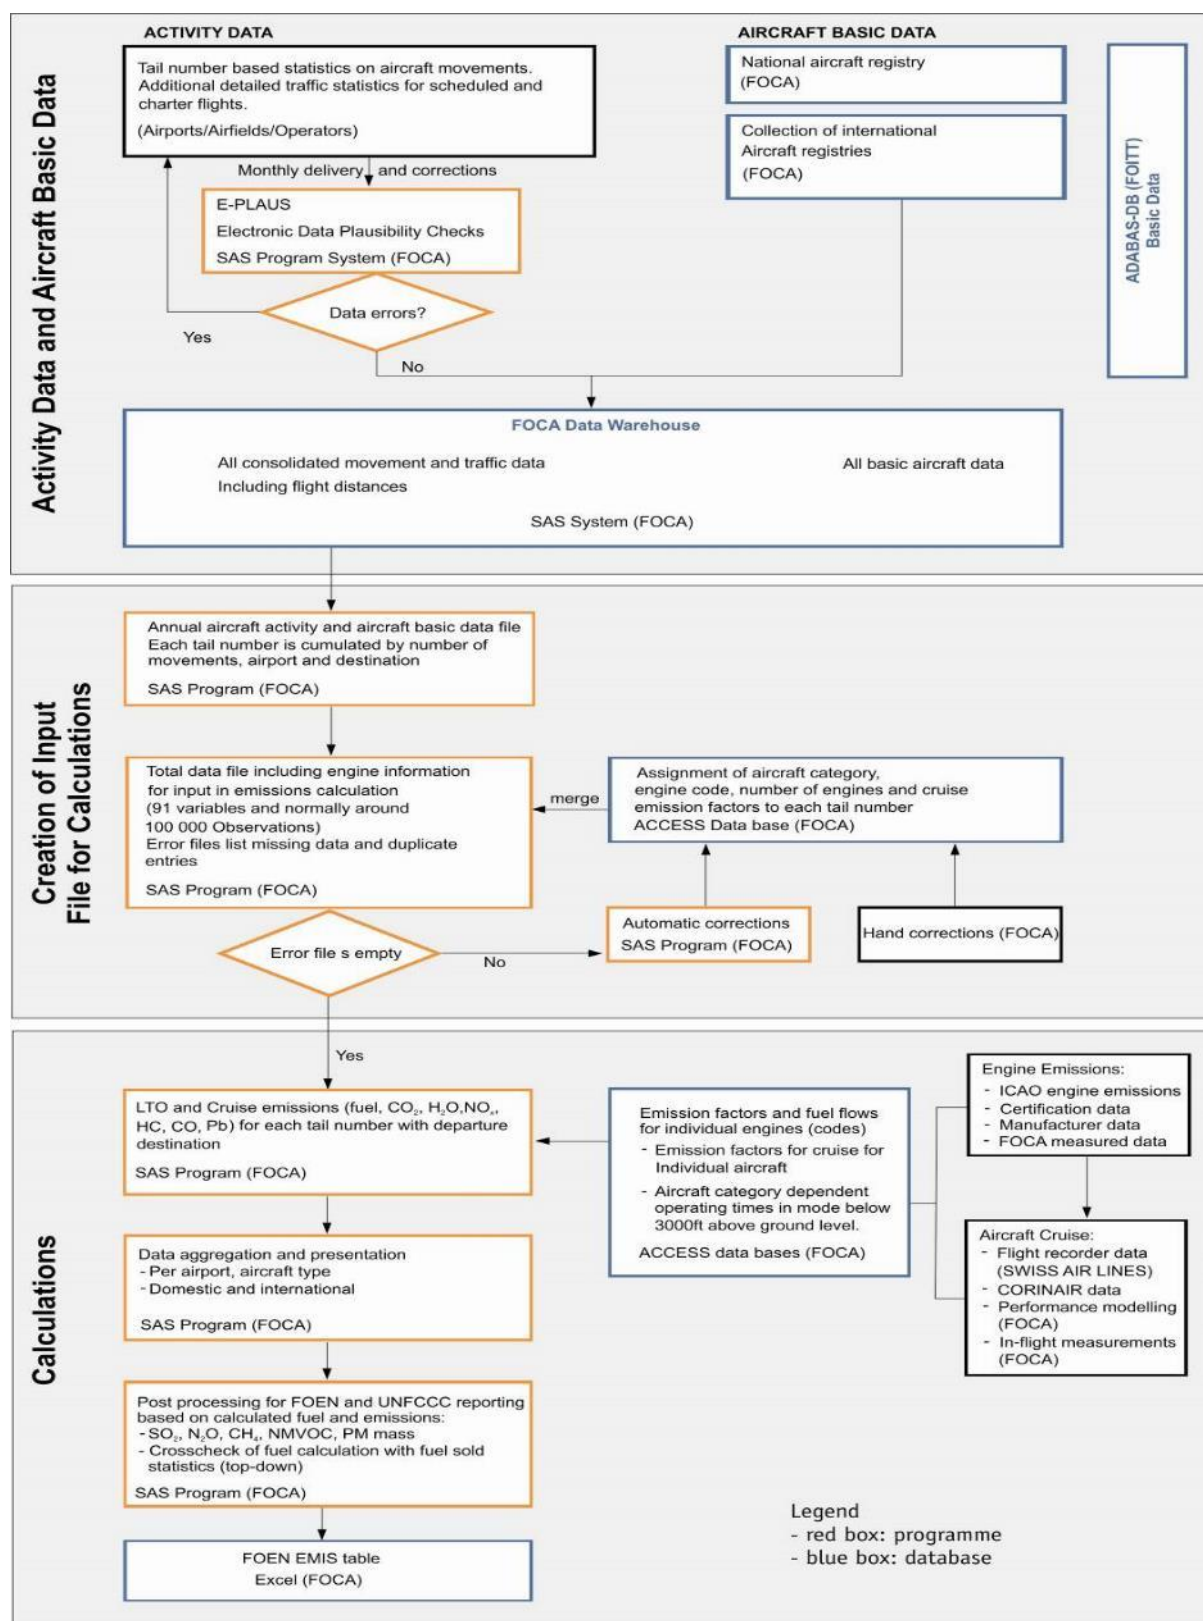 Activity Data and Aircraft Basic Data
ACTIVITY DATA
Tail number based statistics on aircraft movements.
Additional detailed traffic statistics for scheduled and
charter flights.
(Airports/Airfields/Operators)
Monthly delivery and corrections
E-PLAUS
Electronic Data Plausibility Checks
SAS Program System (FOCA)
Data errors?
Yes
No
AIRCRAFT BASIC DATA
National aircraft registry
(FOCA)
Collection of international
Aircraft registries
(FOCA)
ADABAS-DB (FOITT)
Basic Data
FOCA Data Warehouse
All consolidated movement and traffic data
Including flight distances
All basic aircraft data
SAS System (FOCA)
Creation of Input
File for Calculations
Annual aircraft activity and aircraft basic data file
Each tail number is cumulated by number of
movements, airport and destination
SAS Program (FOCA)
Total data file including engine information
for input in emissions calculation
(91 variables and normally around
100 000 Observations)
Error files list missing data and duplicate
entries
SAS Program (FOCA)
merge
Assignment of aircraft category,
engine code, number of engines and cruise
emission factors to each tail number
ACCESS Data base (FOCA)
Error file s empty
No
Automatic corrections
SAS Program (FOCA)
Hand corrections (FOCA)
Yes
Calculations
LTO and Cruise emissions (fuel, CO₂, H₂O,NOₓ,
HC, CO, Pb) for each tail number with departure
destination
SAS Program (FOCA)
Emission factors and fuel flows
for individual engines (codes)
- Emission factors for cruise for
Individual aircraft
- Aircraft category dependent
operating times in mode below
3000ft above ground level.
ACCESS data bases (FOCA)
Engine Emissions:
- ICAO engine emissions
- Certification data
- Manufacturer data
- FOCA measured data
Aircraft Cruise:
- Flight recorder data
(SWISS AIR LINES)
- CORINAIR data
- Performance modelling
(FOCA)
- In-flight measurements
(FOCA)
Data aggregation and presentation
- Per airport, aircraft type
- Domestic and international
SAS Program (FOCA)
Post processing for FOEN and UNFCCC reporting
based on calculated fuel and emissions:
- SO₂, N₂O, CH₄, NMVOC, PM mass
- Crosscheck of fuel calculation with fuel sold
statistics (top-down)
SAS Program (FOCA)
FOEN EMIS table
Excel (FOCA)
Legend
- red box: programme
- blue box: database